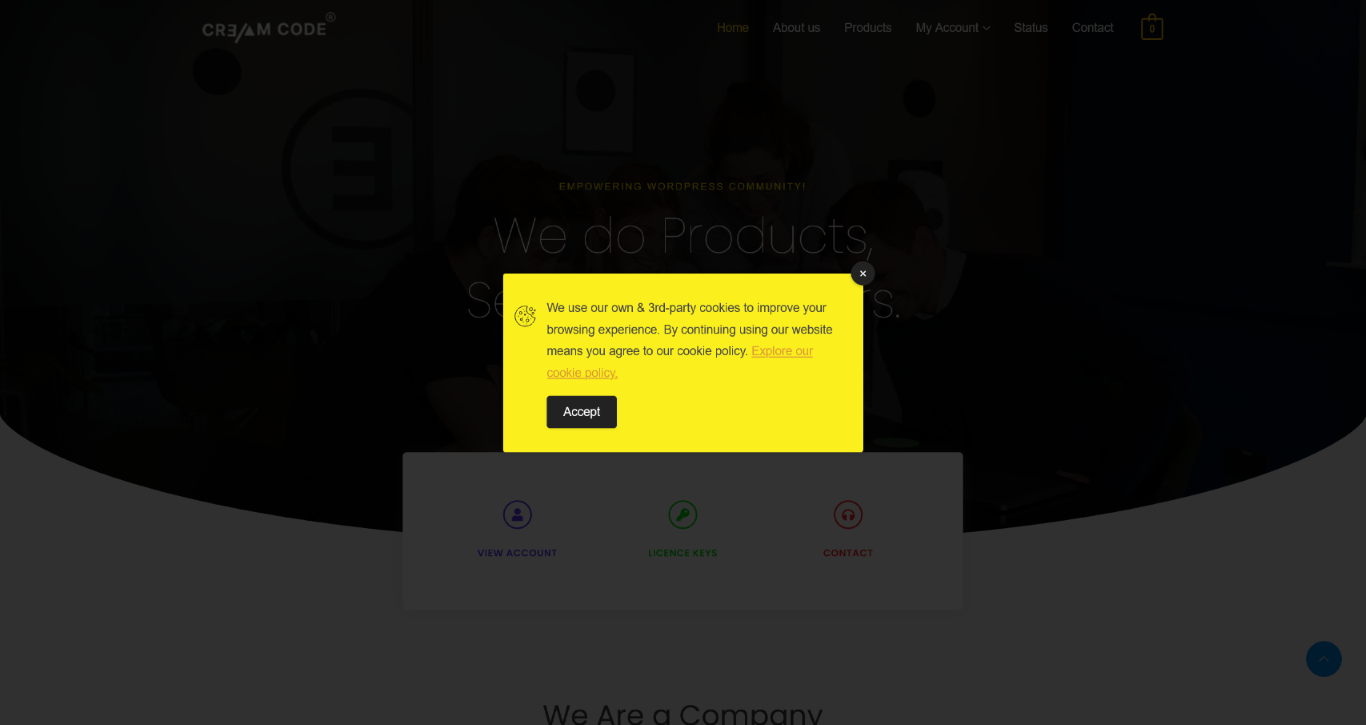 CREAM CODE®
Home About us Products My Account Status Contact 0
EMPOWERING WORDPRESS COMMUNITY!
We do Products,
We use our own & 3rd-party cookies to improve your
browsing experience. By continuing using our website
means you agree to our cookie policy. Explore our
cookie policy.
Accept
VIEW ACCOUNT LICENCE KEYS CONTACT
We Are a Company